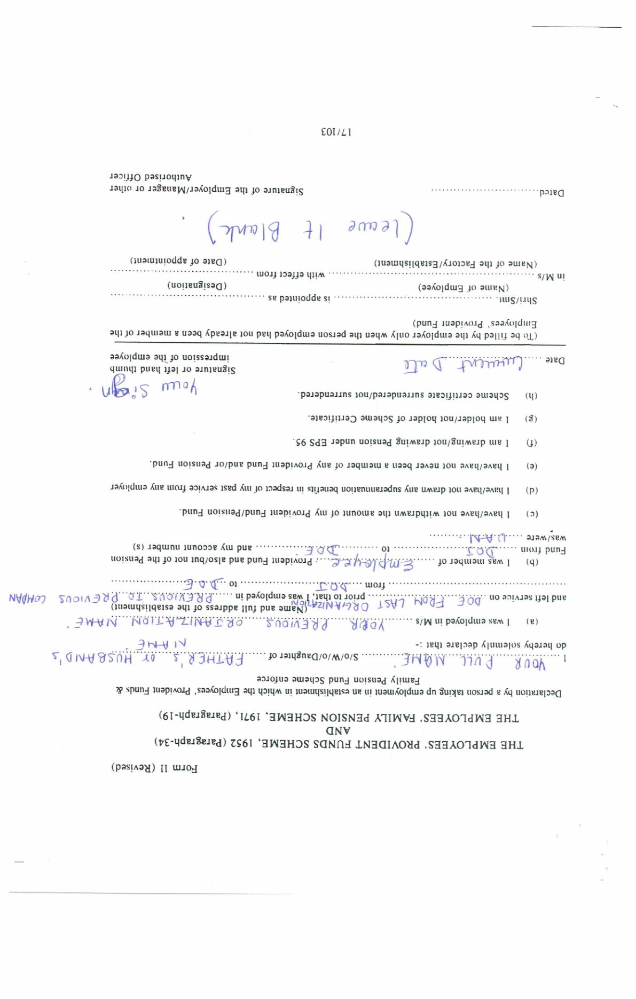 Form 11 (Revised)
THE EMPLOYEES' PROVIDENT FUNDS SCHEME, 1952 (Paragraph-34)
AND
THE EMPLOYEES' FAMILY PENSION SCHEME, 1971, (Paragraph-19)
Declaration by a person taking up employment in an establishment in which the Employees' Provident Funds &
Family Pension Fund Scheme enforce
I YOUR FULL NAME. S/o/W/o/Daughter of FATHER'S or HUSBAND'S
NAME.
do hereby solemnly declare that :-
(a) I was employed in M/s YOUR PREVIOUS ORJANIZATION NAME.
(Name and full address of the establishment)
and left service on DOE FROM LAST ORGANIZATION prior to that, I was employed in PREVIOUS TO PREVIOUS COMPAN
from DOJ to D.O.E
(b) I was member of Employee Provident Fund and also/but not of the Pension
Fund from DOJ to DOE. and my account number (s)
was/were UAN.
(c) I have/have not withdrawn the amount of my Provident Fund/Pension Fund.
(d) I have/have not drawn any superannuation benefits in respect of my past service from any employer
(e) I have/have not never been a member of any Provident Fund and/or Pension Fund.
(f) I am drawing/not drawing Pension under EPS 95.
(g) I am holder/not holder of Scheme Certificate.
(h) Scheme certificate surrendered/not surrendered.
Your Sign.
Date Current Date Signature or left hand thumb
impression of the employee
(To be filled by the employer only when the person employed had not already been a member of the
Employees' Provident Fund)
Shri/Smt. is appointed as
(Name of Employee) (Designation)
in M/s with effect from
(Name of the Factory/Establishment) (Date of appointment)
(leave It Blank).
Dated Signature of the Employer/Manager or other
Authorised Officer
17/103